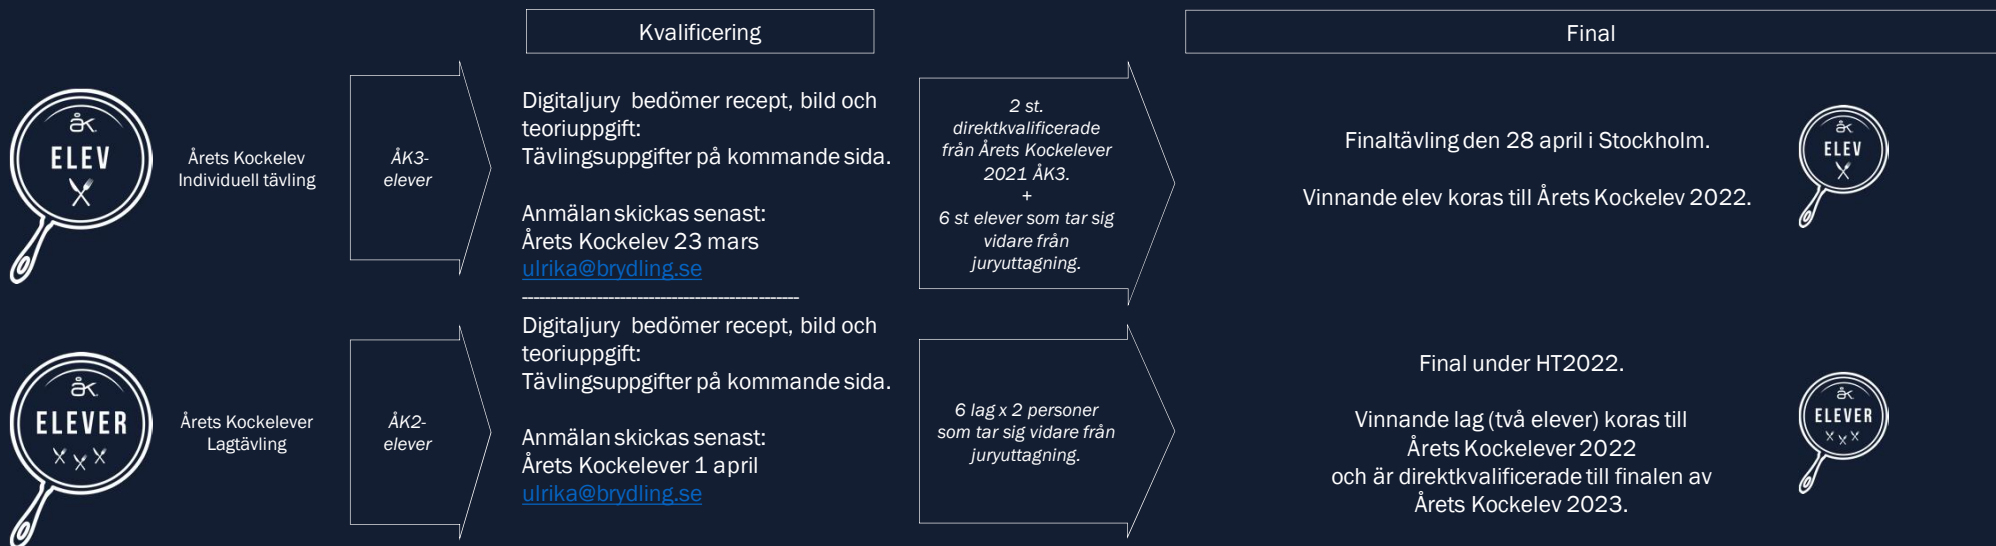 Kvalificering
Final
åk.
ELEV
Årets Kockelev
Individuell tävling
ÅK3-
elever
Digitaljury bedömer recept, bild och
teoriuppgift:
Tävlingsuppgifter på kommande sida.
Anmälan skickas senast:
Årets Kockelev 23 mars
ulrika@brydling.se
2 st.
direktkvalificerade
från Årets Kockelever
2021 ÅK3.
+
6 st elever som tar sig
vidare från
juryuttagning.
Finaltävling den 28 april i Stockholm.
Vinnande elev koras till Årets Kockelev 2022.
åk
ELEV
------------------------------------------------
åk.
ELEVER
Årets Kockelever
Lagtävling
ÅK2-
elever
Digitaljury bedömer recept, bild och
teoriuppgift:
Tävlingsuppgifter på kommande sida.
Anmälan skickas senast:
Årets Kockelever 1 april
ulrika@brydling.se
6 lag x 2 personer
som tar sig vidare från
juryuttagning.
Final under HT2022.
Vinnande lag (två elever) koras till
Årets Kockelever 2022
och är direktkvalificerade till finalen av
Årets Kockelev 2023.
åk
ELEVER